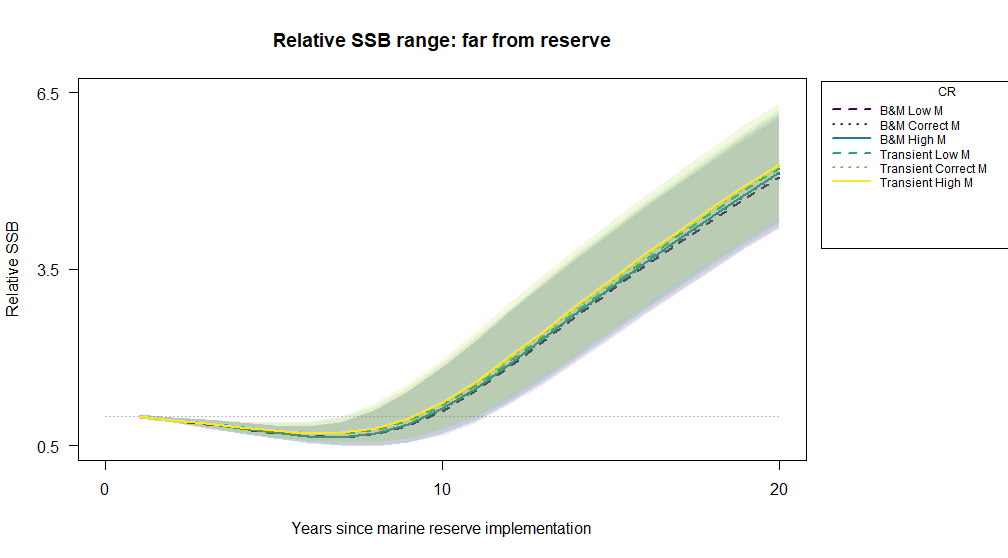 Relative SSB range: far from reserve
CR
B&M Low M
B&M Correct M
B&M High M
Transient Low M
Transient Correct M
Transient High M
6.5
3.5
0.5
Relative SSB
0
10
20
Years since marine reserve implementation